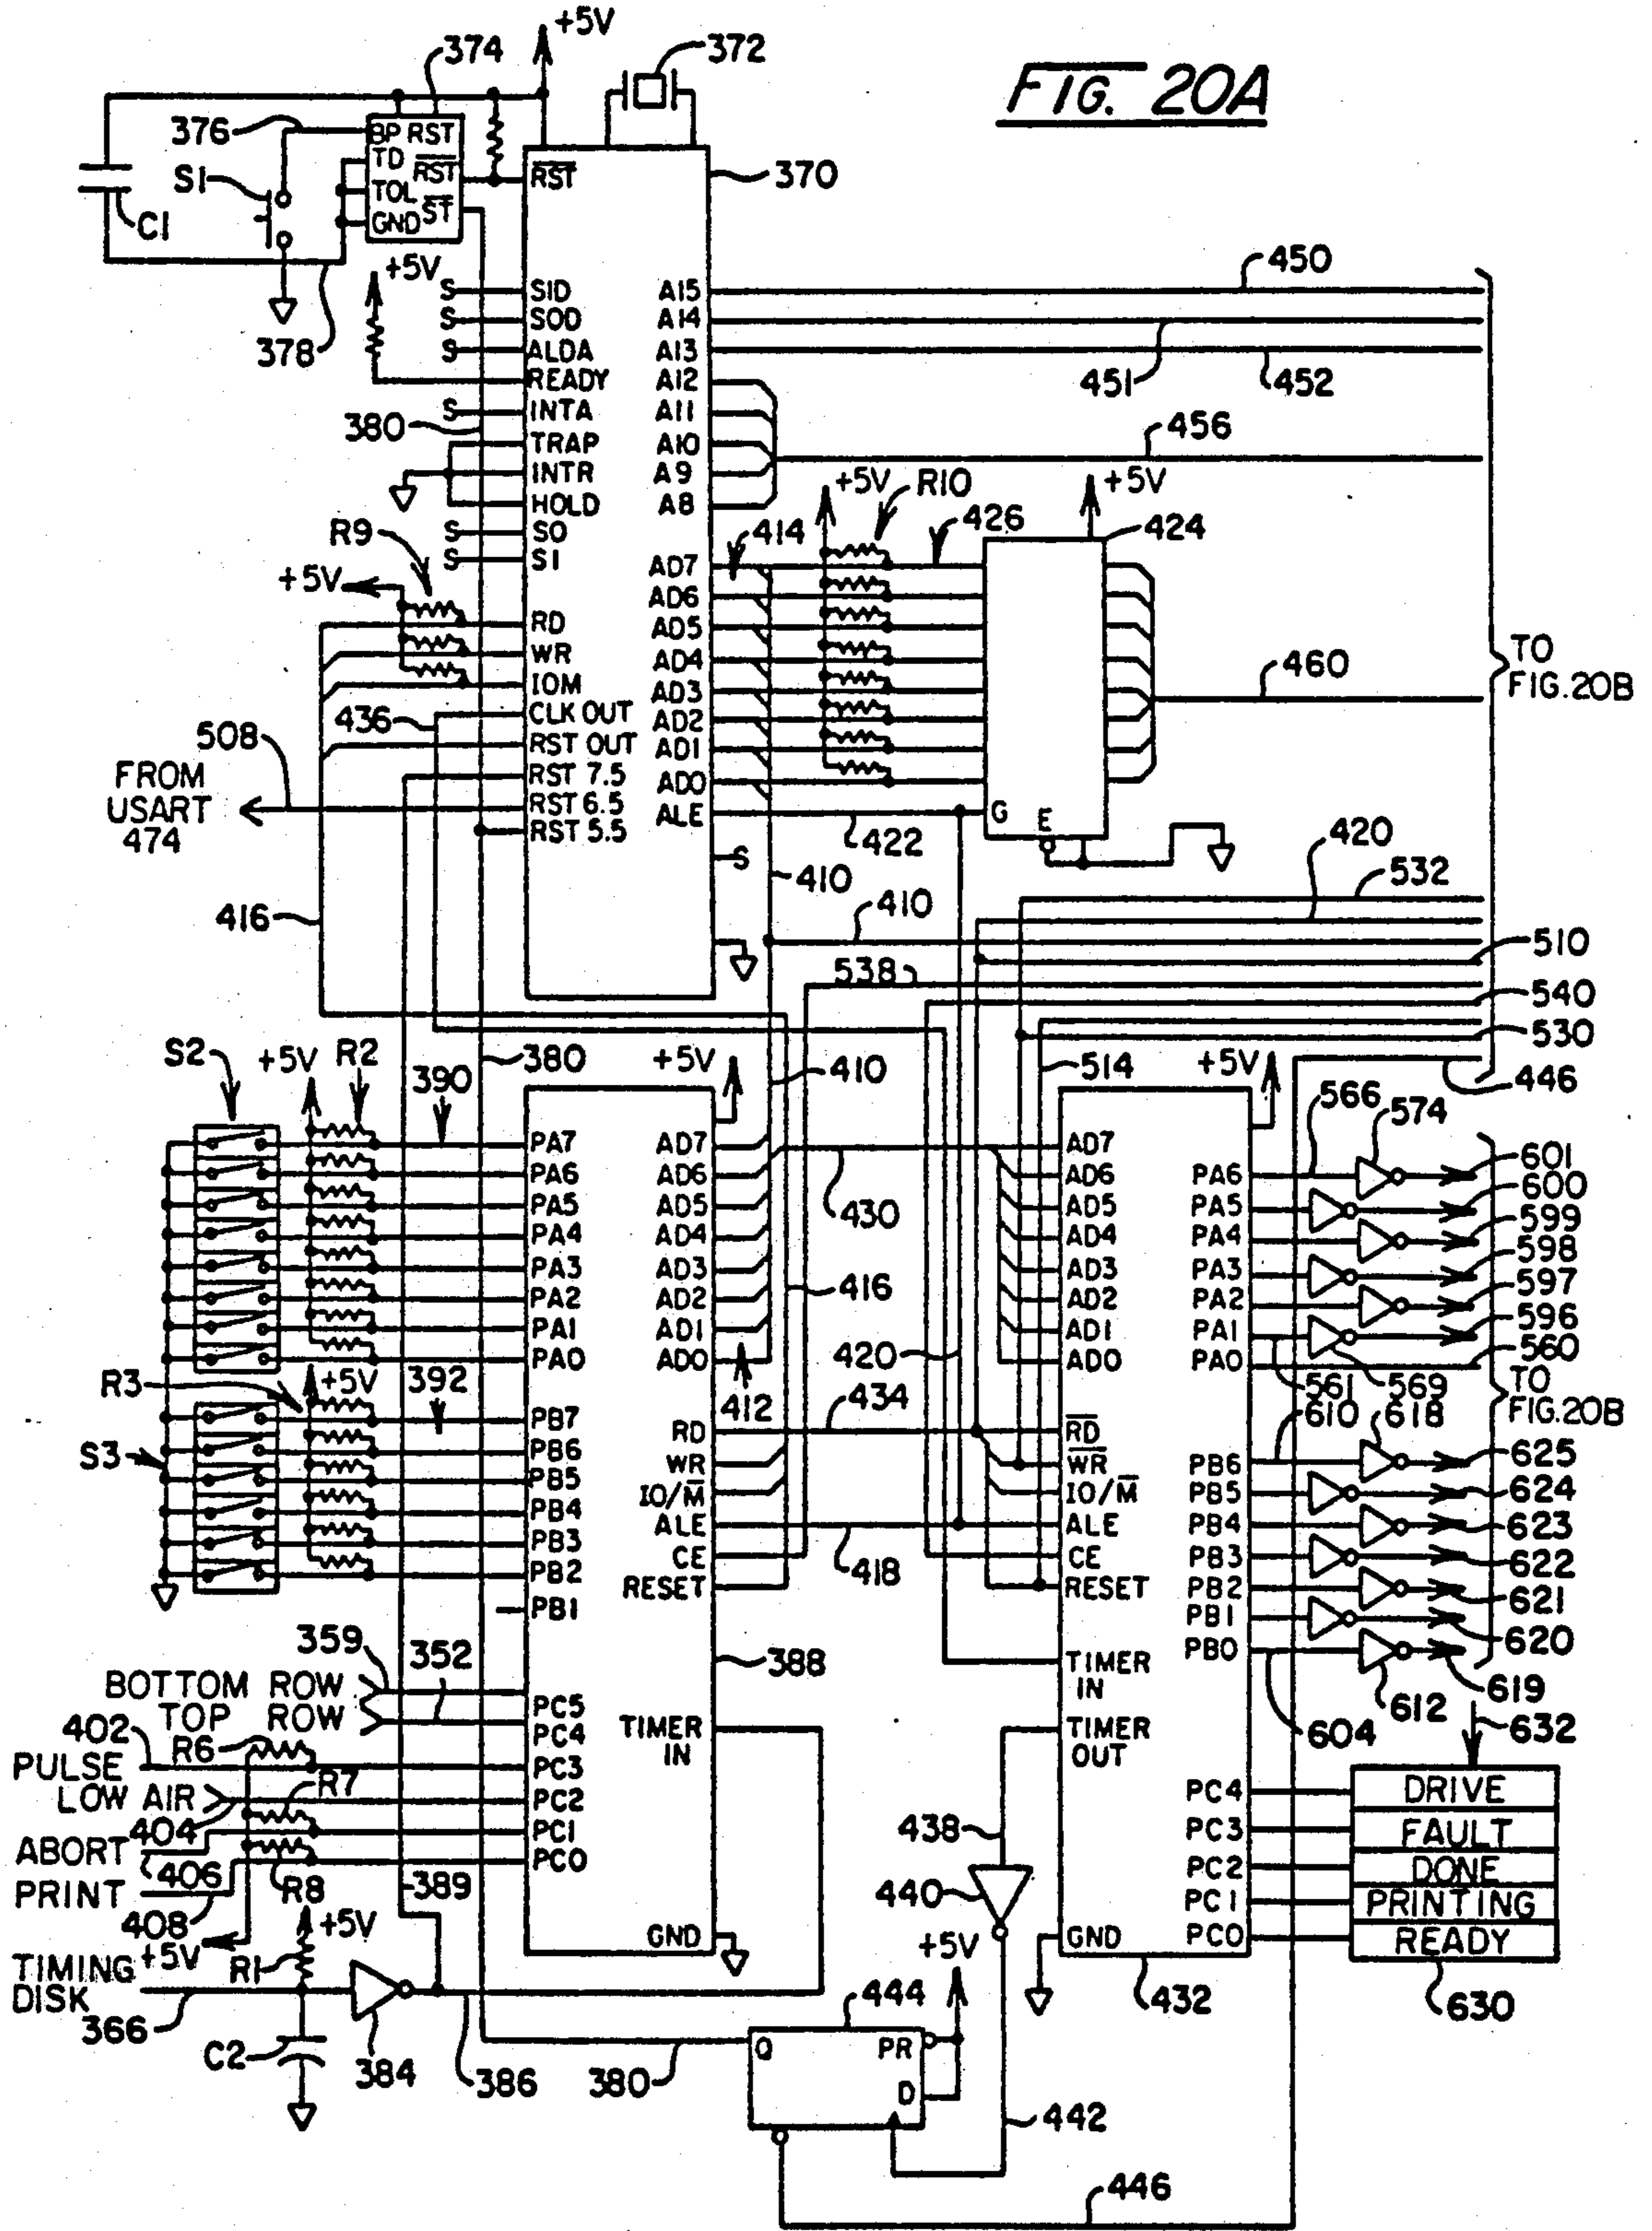 FIG. 20A
+5V
374
372
376
BP RST
TD
RST
TOL
ST
GND
S1
C1
378
RST
370
+5V
SID
SOD
ALDA
READY
INTA
TRAP
INTR
HOLD
SO
S1
RD
WR
IOM
CLK OUT
RST OUT
RST 7.5
RST 6.5
RST 5.5
S
S
S
S
S
S
380
R9
+5V
436
508
FROM
USART
474
416
A15
A14
A13
A12
A11
A10
A9
A8
AD7
AD6
AD5
AD4
AD3
AD2
AD1
AD0
ALE
S
450
451
452
456
414
+5V
R10
426
+5V
424
G
E
422
460
TO
FIG.20B
420
532
410
410
510
538
540
530
514
446
S2
+5V
R2
390
380
+5V
410
+5V
566
574
PA7
PA6
PA5
PA4
PA3
PA2
PA1
PA0
PB7
PB6
PB5
PB4
PB3
PB2
PB1
PC5
PC4
PC3
PC2
PC1
PC0
R3
+5V
392
S3
AD7
AD6
AD5
AD4
AD3
AD2
AD1
AD0
412
RD
WR
IO/M
ALE
CE
RESET
TIMER
IN
GND
388
430
416
420
434
418
AD7
AD6
AD5
AD4
AD3
AD2
AD1
AD0
RD
WR
IO/M
ALE
CE
RESET
TIMER
IN
TIMER
OUT
GND
PA6
PA5
PA4
PA3
PA2
PA1
PA0
PB6
PB5
PB4
PB3
PB2
PB1
PB0
PC4
PC3
PC2
PC1
PC0
601
600
599
598
597
596
560
TO
FIG.20B
561
569
610
618
625
624
623
622
621
620
619
604
612
632
DRIVE
FAULT
DONE
PRINTING
READY
630
432
359
352
BOTTOM ROW
TOP ROW
402
R6
PULSE
LOW AIR
R7
404
ABORT
406
PRINT
R8
408
389
+5V
+5V
R1
TIMING
DISK
366
C2
384
386
380
438
440
+5V
444
Q
PR
D
442
446